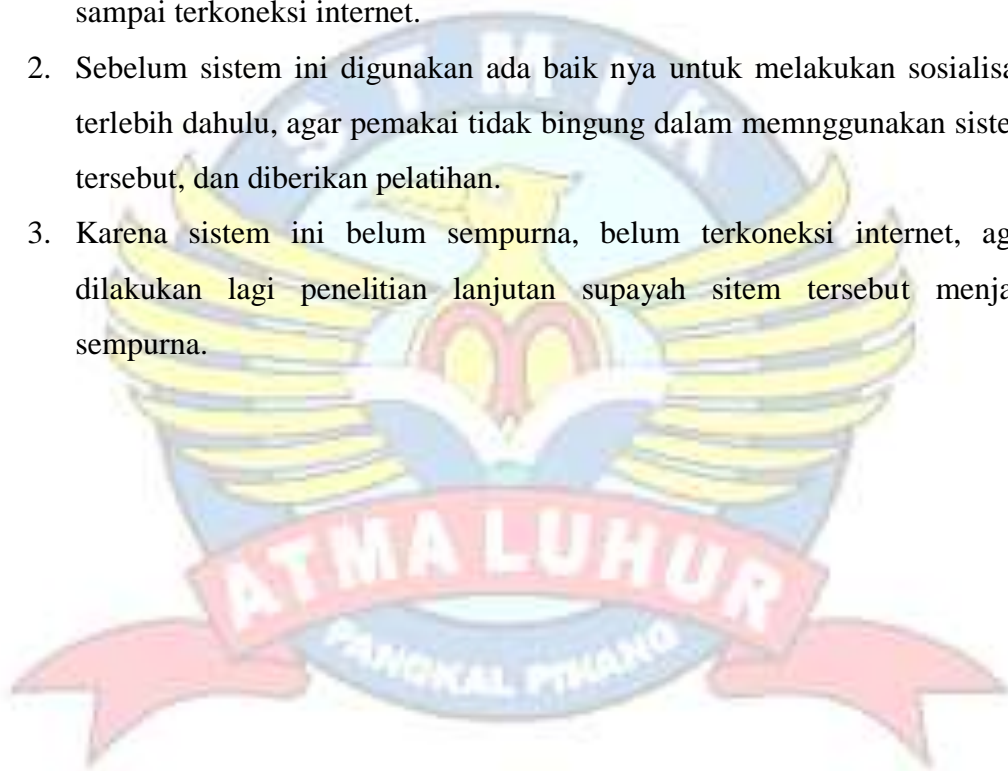 sampai terkoneksi internet.
2. Sebelum sistem ini digunakan ada baik nya untuk melakukan sosialisa
terlebih dahulu, agar pemakai tidak bingung dalam memnggunakan siste
tersebut, dan diberikan pelatihan.
3. Karena sistem ini belum sempurna, belum terkoneksi internet, ag
dilakukan lagi penelitian lanjutan supayah sitem tersebut menja
sempurna.
STMIK
ATMA LUHUR
PANGKAL PINANG